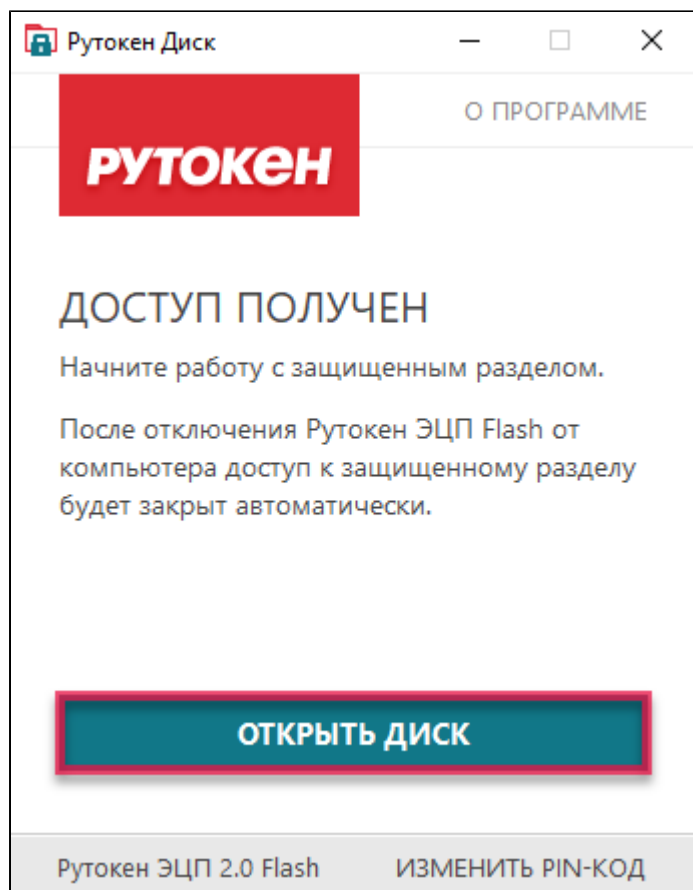 Рутокен Диск
О ПРОГРАММЕ
РУТОКЕН
ДОСТУП ПОЛУЧЕН
Начните работу с защищенным разделом.
После отключения Рутокен ЭЦП Flash от
компьютера доступ к защищенному разделу
будет закрыт автоматически.
ОТКРЫТЬ ДИСК
Рутокен ЭЦП 2.0 Flash
ИЗМЕНИТЬ PIN-КОД